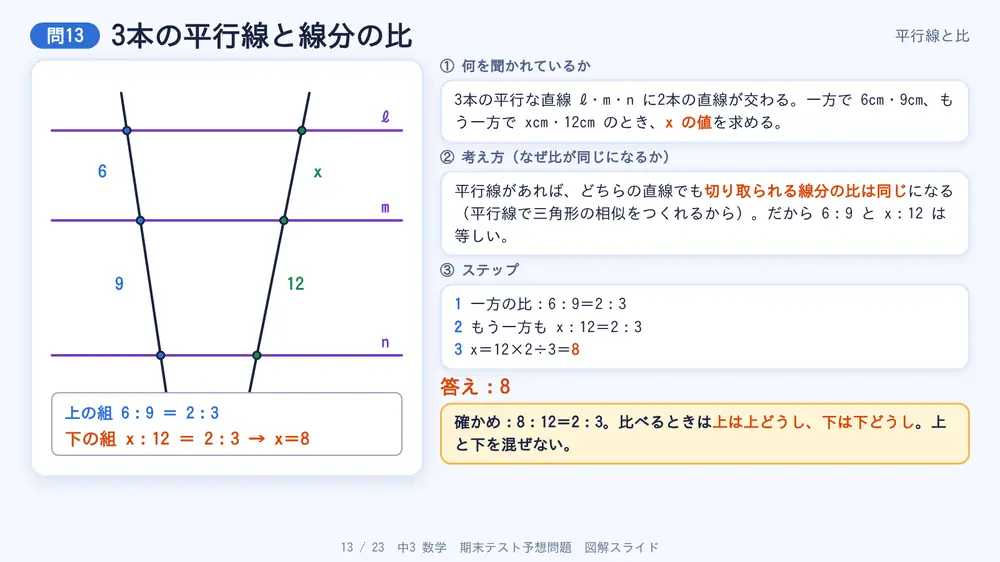 問13 3本の平行線と線分の比
平行線と比
ℓ
6
x
m
9
12
n
上の組 6:9 = 2:3
下の組 x:12 = 2:3 → x=8
① 何を聞かれているか
3本の平行な直線 ℓ・m・n に2本の直線が交わる。一方で 6cm・9cm、も
う一方で xcm・12cm のとき、x の値を求める。
② 考え方（なぜ比が同じになるか）
平行線があれば、どちらの直線でも切り取られる線分の比は同じになる
（平行線で三角形の相似をつくれるから）。だから 6:9 と x:12 は
等しい。
③ ステップ
1 一方の比：6:9=2:3
2 もう一方も x:12=2:3
3 x=12×2÷3=8
答え：8
確かめ：8:12=2:3。比べるときは上は上どうし、下は下どうし。上
と下を混ぜない。
13 / 23 中3 数学 期末テスト予想問題 図解スライド